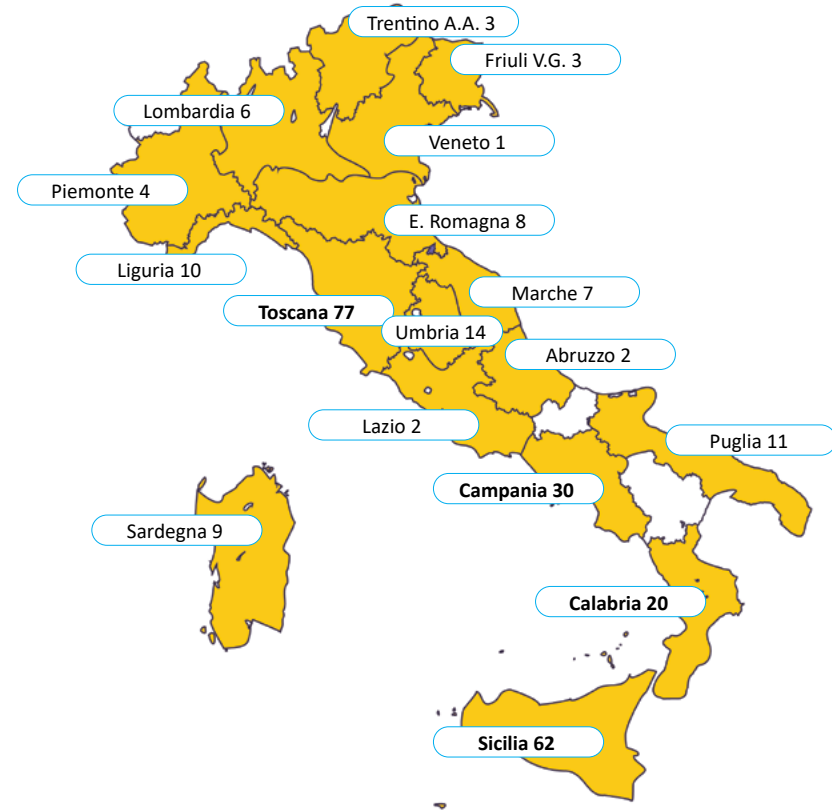 Trentino A.A. 3
Friuli V.G. 3
Lombardia 6
Veneto 1
Piemonte 4
E. Romagna 8
Liguria 10
Marche 7
Toscana 77
Umbria 14
Abruzzo 2
Lazio 2
Puglia 11
Campania 30
Sardegna 9
Calabria 20
Sicilia 62